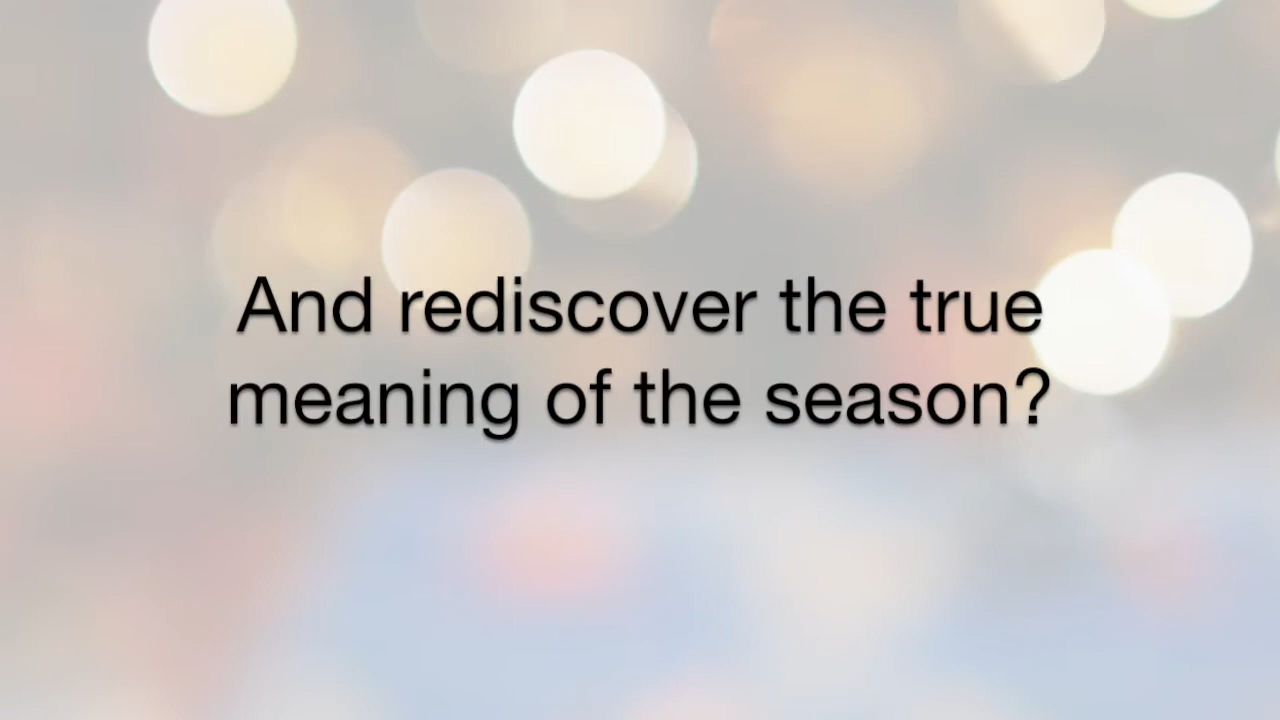 And rediscover the true
meaning of the season?